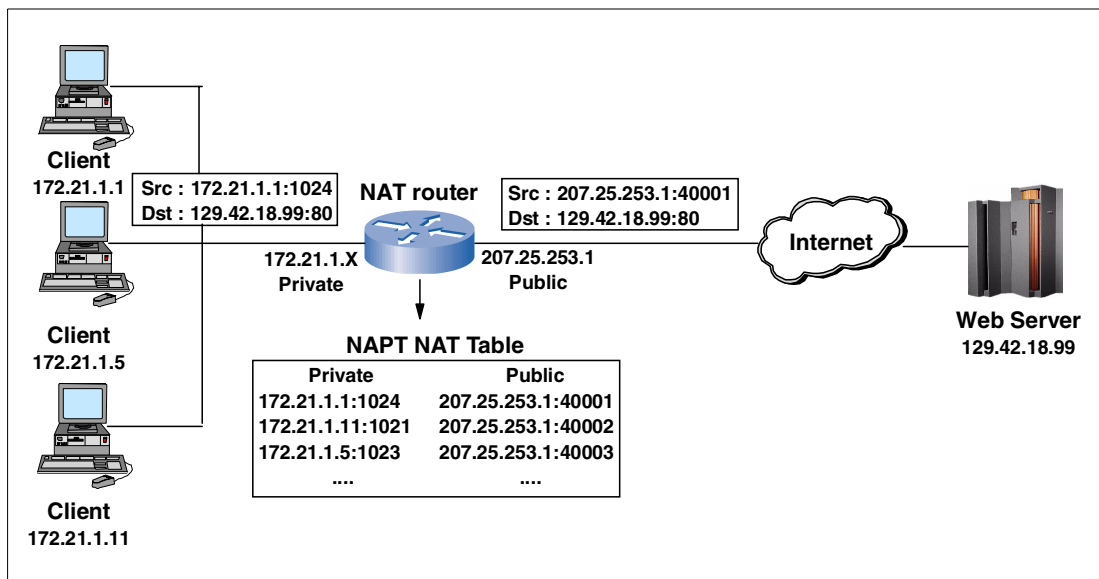 Client
172.21.1.1
Src : 172.21.1.1:1024
Dst : 129.42.18.99:80
NAT router
Src : 207.25.253.1:40001
Dst : 129.42.18.99:80
Internet
172.21.1.X
Private
207.25.253.1
Public
Client
172.21.1.5
Web Server
129.42.18.99
NAPT NAT Table
Private Public
172.21.1.1:1024 207.25.253.1:40001
172.21.1.11:1021 207.25.253.1:40002
172.21.1.5:1023 207.25.253.1:40003
.... ....
Client
172.21.1.11